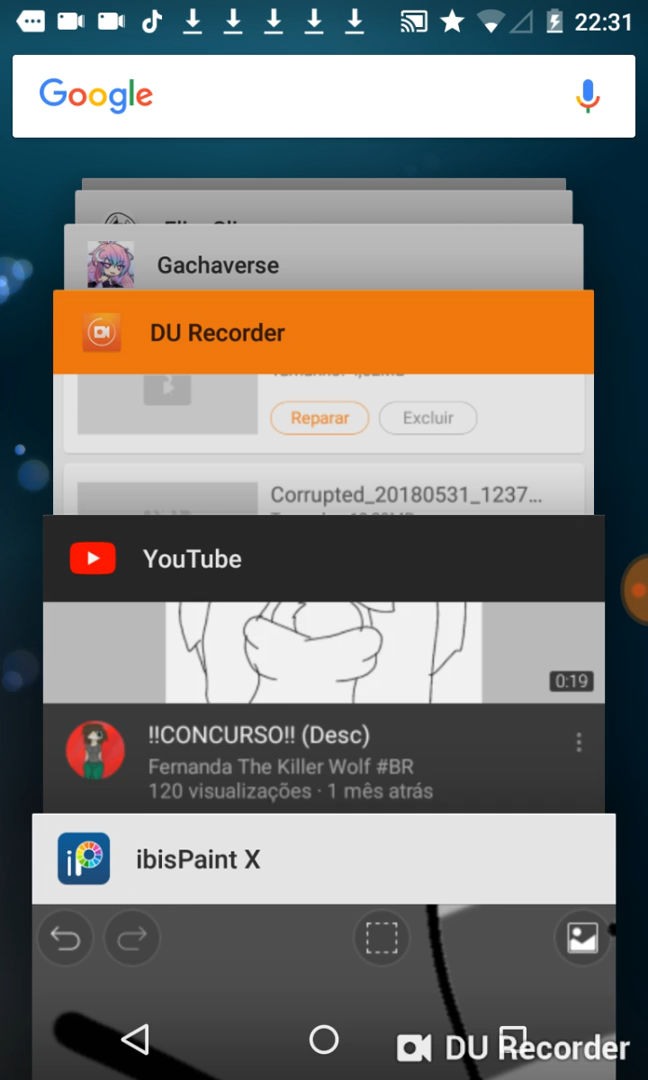 22:31
Google
Gachaverse
DU Recorder
Reparar
Excluir
Corrupted_20180531_1237...
YouTube
0:19
!!CONCURSO!! (Desc)
Fernanda The Killer Wolf #BR
120 visualizações · 1 mês atrás
ibisPaint X
DU Recorder